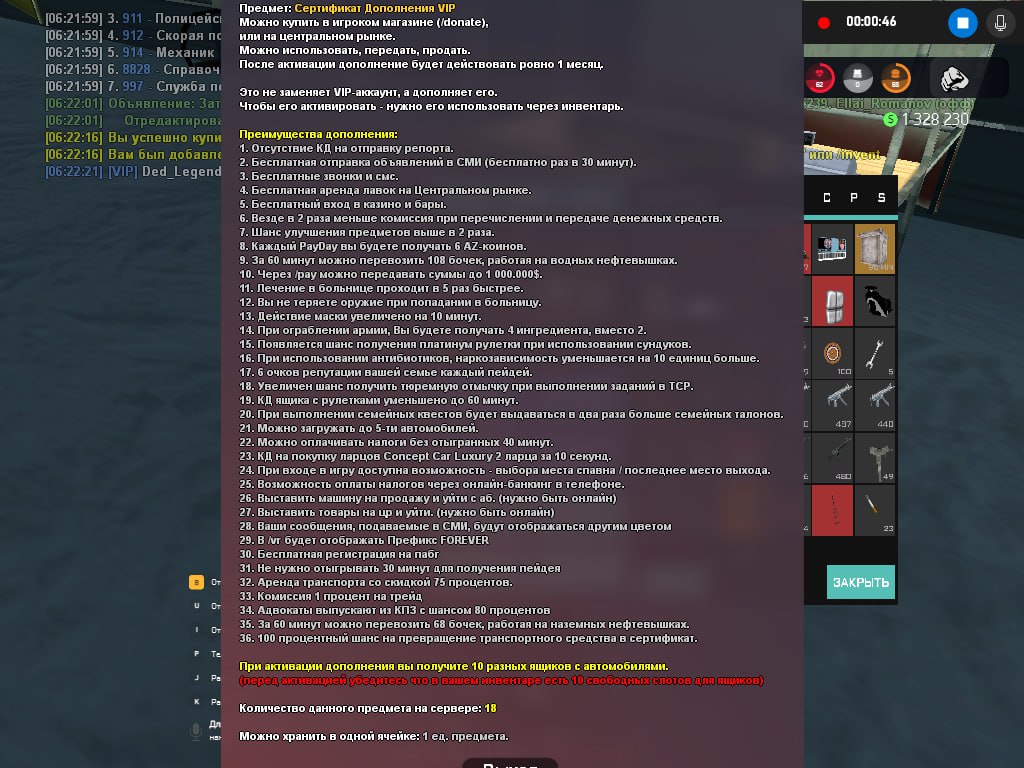 [06:21:59] 3. 911 - Полицейс
[06:21:59] 4. 912 - Скорая по
[06:21:59] 5. 914 - Механик
[06:21:59] 6. 8828 - Справоч
[06:21:59] 7. 997 - Служба по
[06:22:01] Объявление: Зат
[06:22:01] Отредактирова
[06:22:16] Вы успешно купи
[06:22:16] Вам был добавле
[06:22:21] [VIP] Ded_Legend
Предмет: Сертификат Дополнения VIP
Можно купить в игроком магазине (/donate),
или на центральном рынке.
Можно использовать, передать, продать.
После активации дополнение будет действовать ровно 1 месяц.
Это не заменяет VIP-аккаунт, а дополняет его.
Чтобы его активировать - нужно его использовать через инвентарь.
Преимущества дополнения:
1. Отсутствие КД на отправку репорта.
2. Бесплатная отправка объявлений в СМИ (бесплатно раз в 30 минут).
3. Бесплатные звонки и смс.
4. Бесплатная аренда лавок на Центральном рынке.
5. Бесплатный вход в казино и бары.
6. Везде в 2 раза меньше комиссия при перечислении и передаче денежных средств.
7. Шанс улучшения предметов выше в 2 раза.
8. Каждый PayDay вы будете получать 6 AZ-коинов.
9. За 60 минут можно перевозить 108 бочек, работая на водных нефтевышках.
10. Через /pay можно передавать суммы до 1 000.000$.
11. Лечение в больнице проходит в 5 раз быстрее.
12. Вы не теряете оружие при попадании в больницу.
13. Действие маски увеличено на 10 минут.
14. При ограблении армии, Вы будете получать 4 ингредиента, вместо 2.
15. Появляется шанс получения платинум рулетки при использовании сундуков.
16. При использовании антибиотиков, наркозависимость уменьшается на 10 единиц больше.
17. 6 очков репутации вашей семье каждый пейдей.
18. Увеличен шанс получить тюремную отмычку при выполнении заданий в ТСР.
19. КД ящика с рулетками уменьшено до 60 минут.
20. При выполнении семейных квестов будет выдаваться в два раза больше семейных талонов.
21. Можно загружать до 5-ти автомобилей.
22. Можно оплачивать налоги без отыгранных 40 минут.
23. КД на покупку ларцов Concept Car Luxury 2 ларца за 10 секунд.
24. При входе в игру доступна возможность - выбора места спавна / последнее место выхода.
25. Возможность оплаты налогов через онлайн-банкинг в телефоне.
26. Выставить машину на продажу и уйти с аб. (нужно быть онлайн)
27. Выставить товары на цр и уйти. (нужно быть онлайн)
28. Ваши сообщения, подаваемые в СМИ, будут отображаться другим цветом
29. В /vr будет отображать Префикс FOREVER
30. Бесплатная регистрация на пабг
31. Не нужно отыгрывать 30 минут для получения пейдея
32. Аренда транспорта со скидкой 75 процентов.
33. Комиссия 1 процент на трейд
34. Адвокаты выпускают из КПЗ с шансом 80 процентов
35. За 60 минут можно перевозить 68 бочек, работая на наземных нефтевышках.
36. 100 процентный шанс на превращение транспортного средства в сертификат.
При активации дополнения вы получите 10 разных ящиков с автомобилями.
(перед активацией убедитесь что в вашем инвентаре есть 10 свободных слотов для ящиков)
Количество данного предмета на сервере: 18
Можно хранить в одной ячейке: 1 ед. предмета.
00:00:46
1 328 230
или /invent
C P S
100
5
437
440
480
49
23
ЗАКРЫТЬ
B От
U От
I От
P Те
J Ра
K Ра
Дл